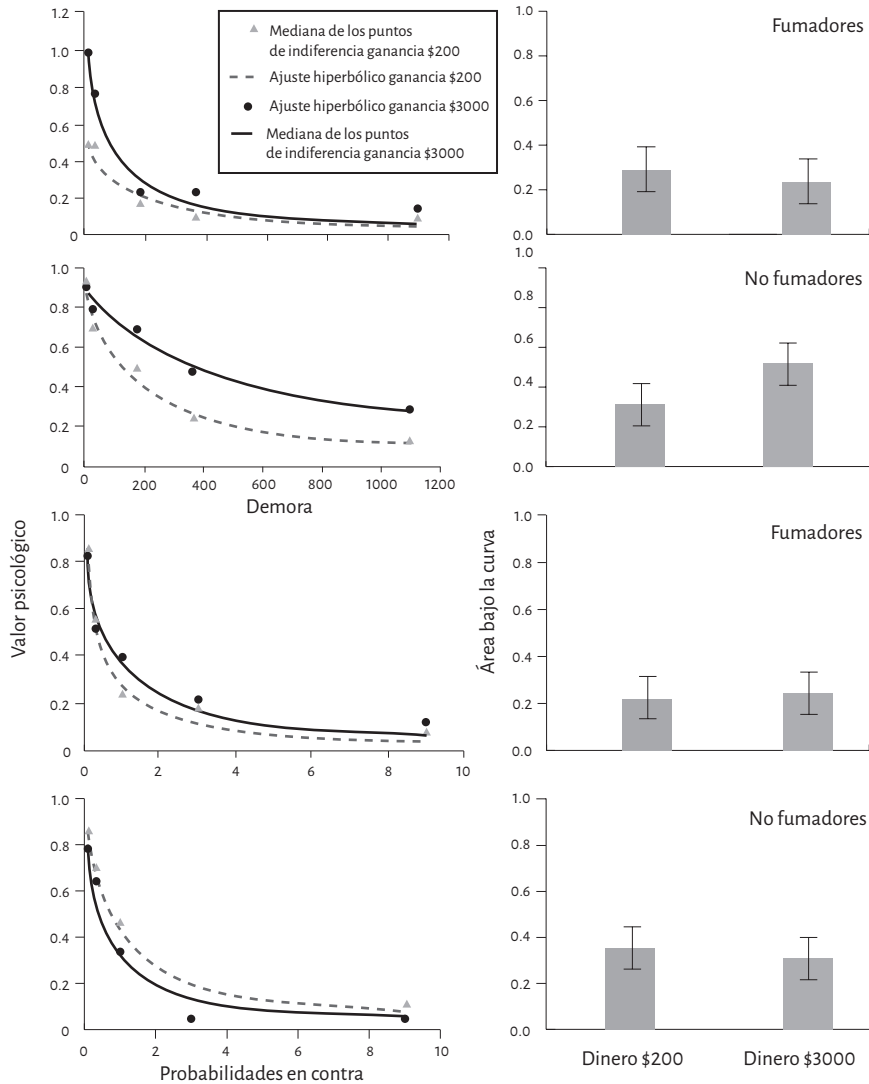 1.2
1.0
0.8
0.6
0.4
0.2
0
Mediana de los puntos
de indiferencia ganancia $200
Ajuste hiperbólico ganancia $200
Ajuste hiperbólico ganancia $3000
Mediana de los puntos
de indiferencia ganancia $3000
Fumadores
1.0
0.8
0.6
0.4
0.2
0.0
1.0
0.8
0.6
0.4
0.2
0
0 200 400 600 800 1000 1200
Demora
No fumadores
1.0
0.8
0.6
0.4
0.2
0.0
Valor psicológico
1.0
0.8
0.6
0.4
0.2
0
0 2 4 6 8 10
Área bajo la curva
Fumadores
1.0
0.8
0.6
0.4
0.2
0.0
1.0
0.8
0.6
0.4
0.2
0
0 2 4 6 8 10
Probabilidades en contra
No fumadores
1.0
0.8
0.6
0.4
0.2
0.0
Dinero $200 Dinero $3000